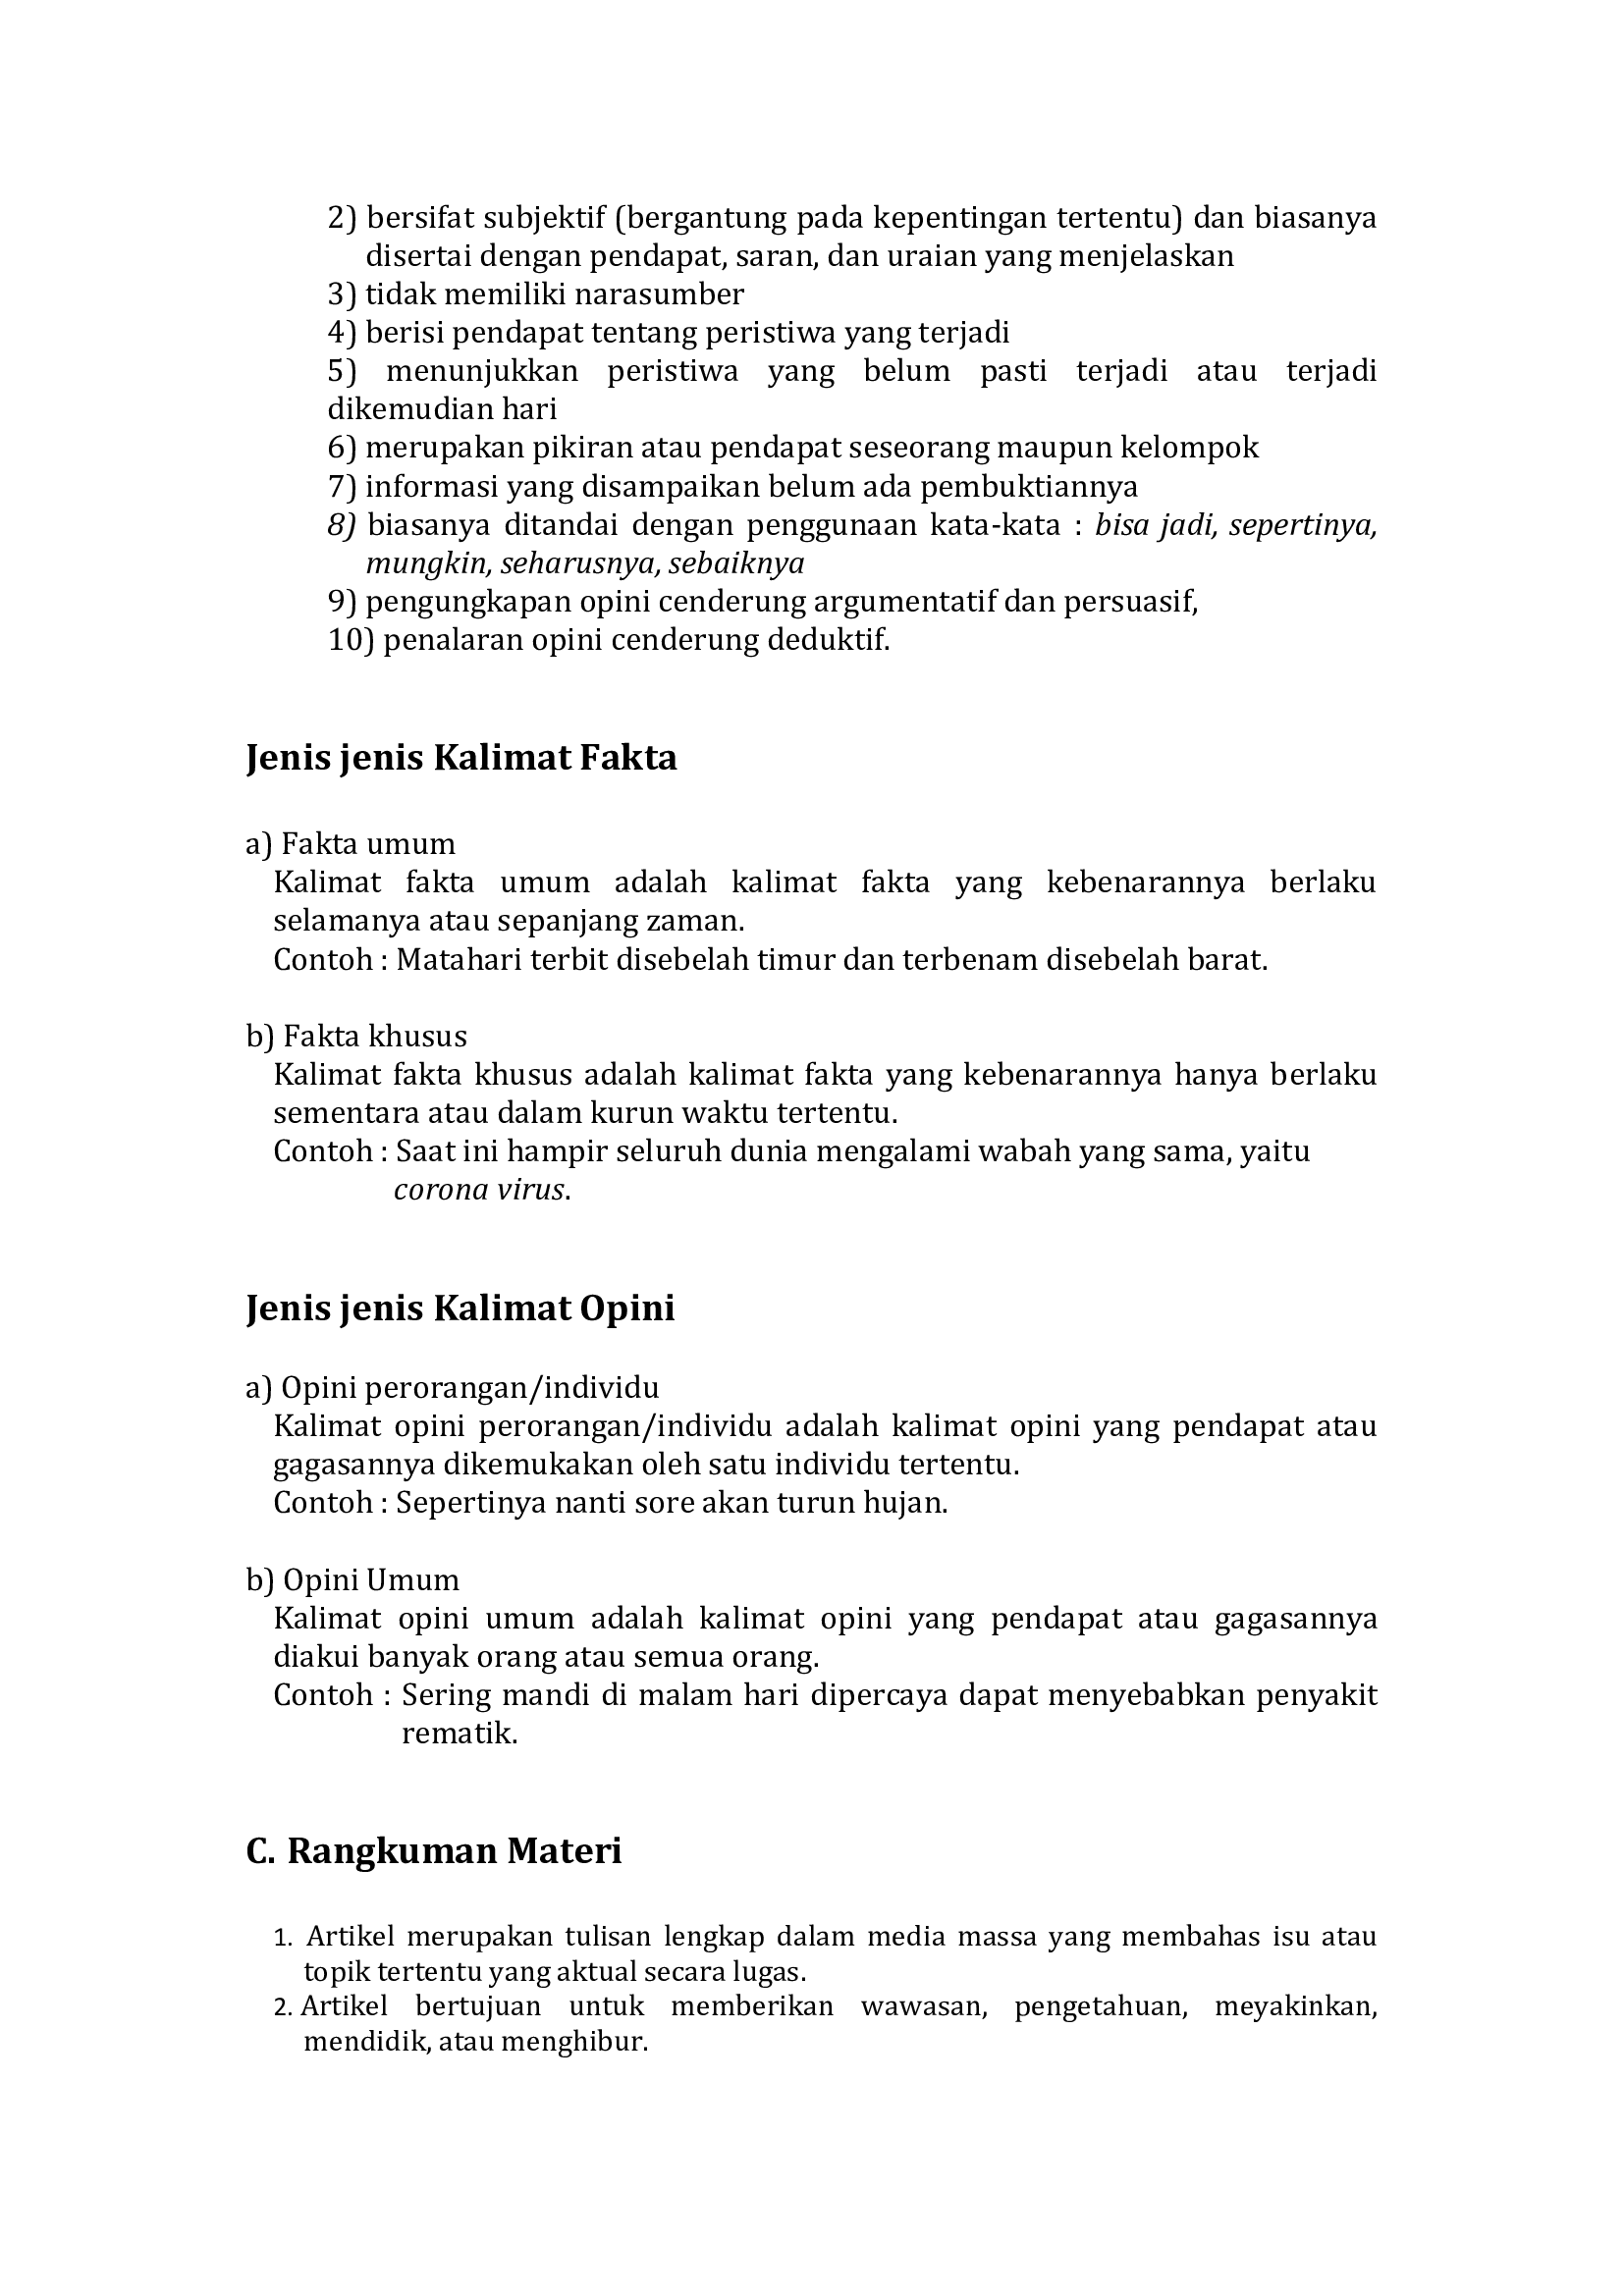 2) bersifat subjektif (bergantung pada kepentingan tertentu) dan biasanya
disertai dengan pendapat, saran, dan uraian yang menjelaskan
3) tidak memiliki narasumber
4) berisi pendapat tentang peristiwa yang terjadi
5) menunjukkan peristiwa yang belum pasti terjadi atau terjadi
dikemudian hari
6) merupakan pikiran atau pendapat seseorang maupun kelompok
7) informasi yang disampaikan belum ada pembuktiannya
8) biasanya ditandai dengan penggunaan kata-kata : bisa jadi, sepertinya,
mungkin, seharusnya, sebaiknya
9) pengungkapan opini cenderung argumentatif dan persuasif,
10) penalaran opini cenderung deduktif.
Jenis jenis Kalimat Fakta
a) Fakta umum
Kalimat fakta umum adalah kalimat fakta yang kebenarannya berlaku
selamanya atau sepanjang zaman.
Contoh : Matahari terbit disebelah timur dan terbenam disebelah barat.
b) Fakta khusus
Kalimat fakta khusus adalah kalimat fakta yang kebenarannya hanya berlaku
sementara atau dalam kurun waktu tertentu.
Contoh : Saat ini hampir seluruh dunia mengalami wabah yang sama, yaitu
corona virus.
Jenis jenis Kalimat Opini
a) Opini perorangan/individu
Kalimat opini perorangan/individu adalah kalimat opini yang pendapat atau
gagasannya dikemukakan oleh satu individu tertentu.
Contoh : Sepertinya nanti sore akan turun hujan.
b) Opini Umum
Kalimat opini umum adalah kalimat opini yang pendapat atau gagasannya
diakui banyak orang atau semua orang.
Contoh : Sering mandi di malam hari dipercaya dapat menyebabkan penyakit
rematik.
C. Rangkuman Materi
1. Artikel merupakan tulisan lengkap dalam media massa yang membahas isu atau
topik tertentu yang aktual secara lugas.
2. Artikel bertujuan untuk memberikan wawasan, pengetahuan, meyakinkan,
mendidik, atau menghibur.